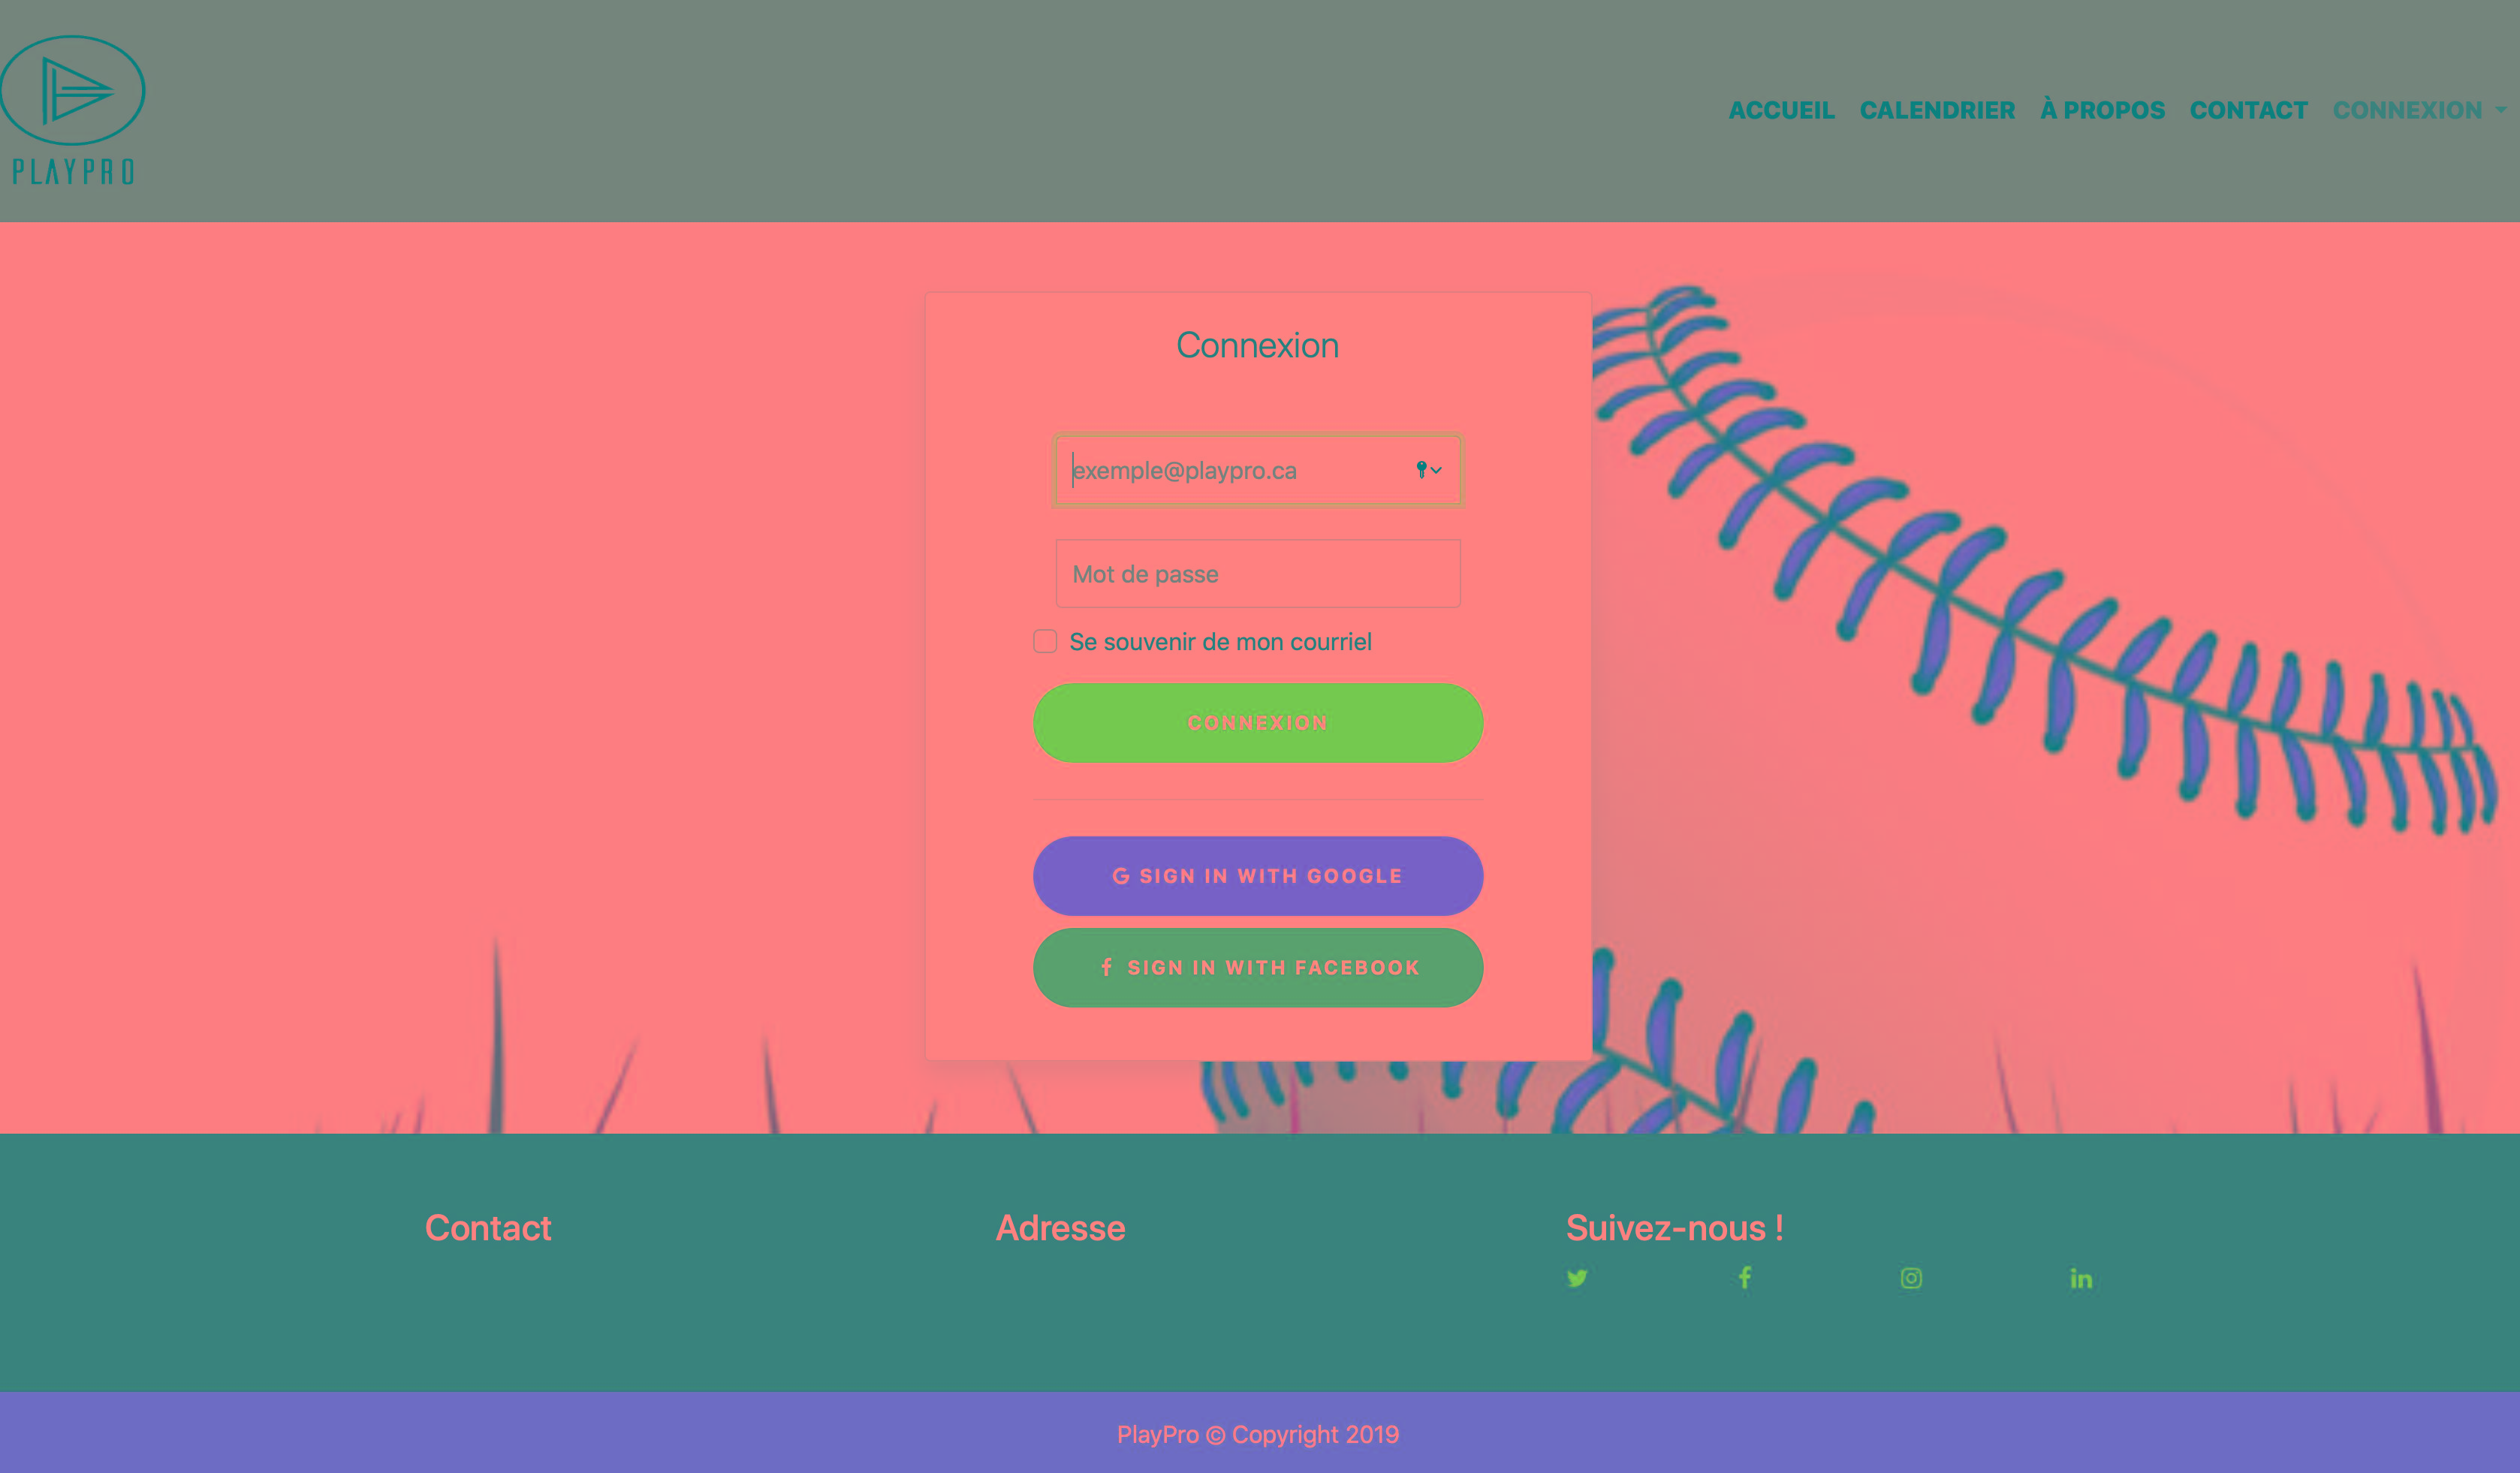 PLAYPRO
ACCUEIL CALENDRIER À PROPOS CONTACT CONNEXION
Connexion
exemple@playpro.ca
Mot de passe
Se souvenir de mon courriel
CONNEXION
G SIGN IN WITH GOOGLE
f SIGN IN WITH FACEBOOK
Contact Adresse Suivez-nous !
PlayPro © Copyright 2019